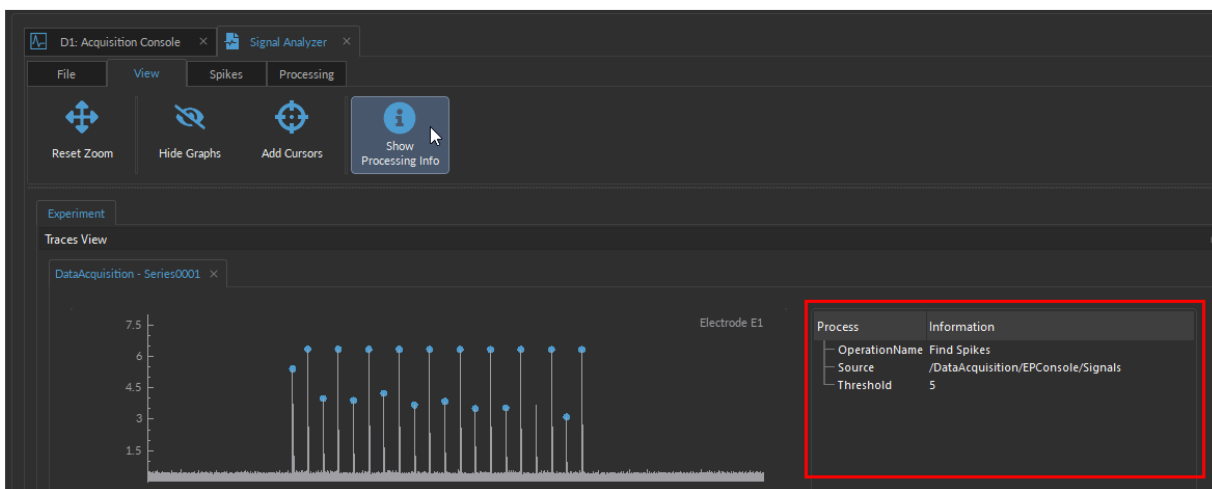 D1: Acquisition Console × Signal Analyzer ×
File View Spikes Processing
Reset Zoom Hide Graphs Add Cursors Show
Processing Info
Experiment
Traces View
DataAcquisition - Series0001 ×
Electrode E1
7.5
6
4.5
3
1.5
Process Information
OperationName Find Spikes
Source /DataAcquisition/EPConsole/Signals
Threshold 5